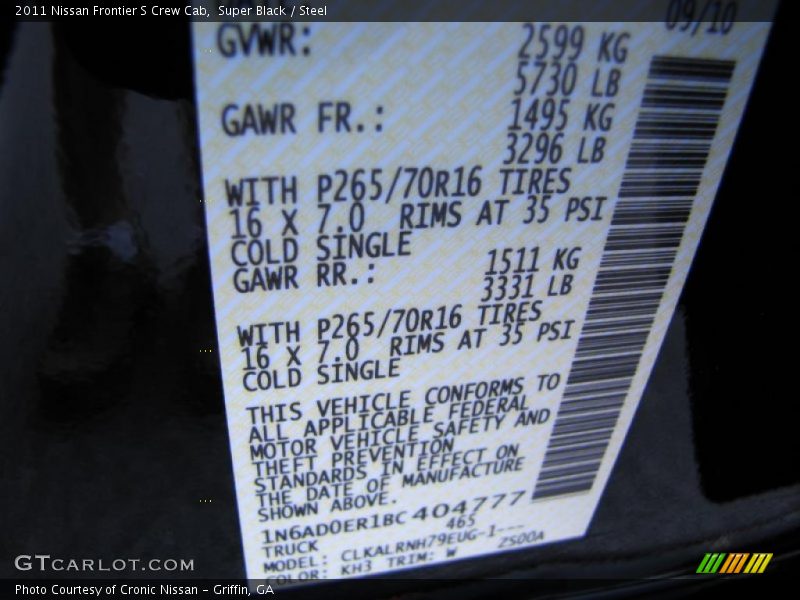 2011 Nissan Frontier S Crew Cab,  Super Black / Steel
09/10
GVWR: 2599 KG
5730 LB
GAWR FR.: 1495 KG
3296 LB
WITH P265/70R16 TIRES
16 X 7.0 RIMS AT 35 PSI
COLD SINGLE
GAWR RR.: 1511 KG
3331 LB
WITH P265/70R16 TIRES
16 X 7.0 RIMS AT 35 PSI
COLD SINGLE
THIS VEHICLE CONFORMS TO
ALL APPLICABLE FEDERAL
MOTOR VEHICLE SAFETY AND
THEFT PREVENTION
STANDARDS IN EFFECT ON
THE DATE OF MANUFACTURE
SHOWN ABOVE.
1N6AD0ER1BC404777
TRUCK 465
MODEL: CLKALRNH79EUG-1---
COLOR: KH3 TRIM: W ZS00A
GTCarlot.com
Photo Courtesy of Cronic Nissan - Griffin, GA